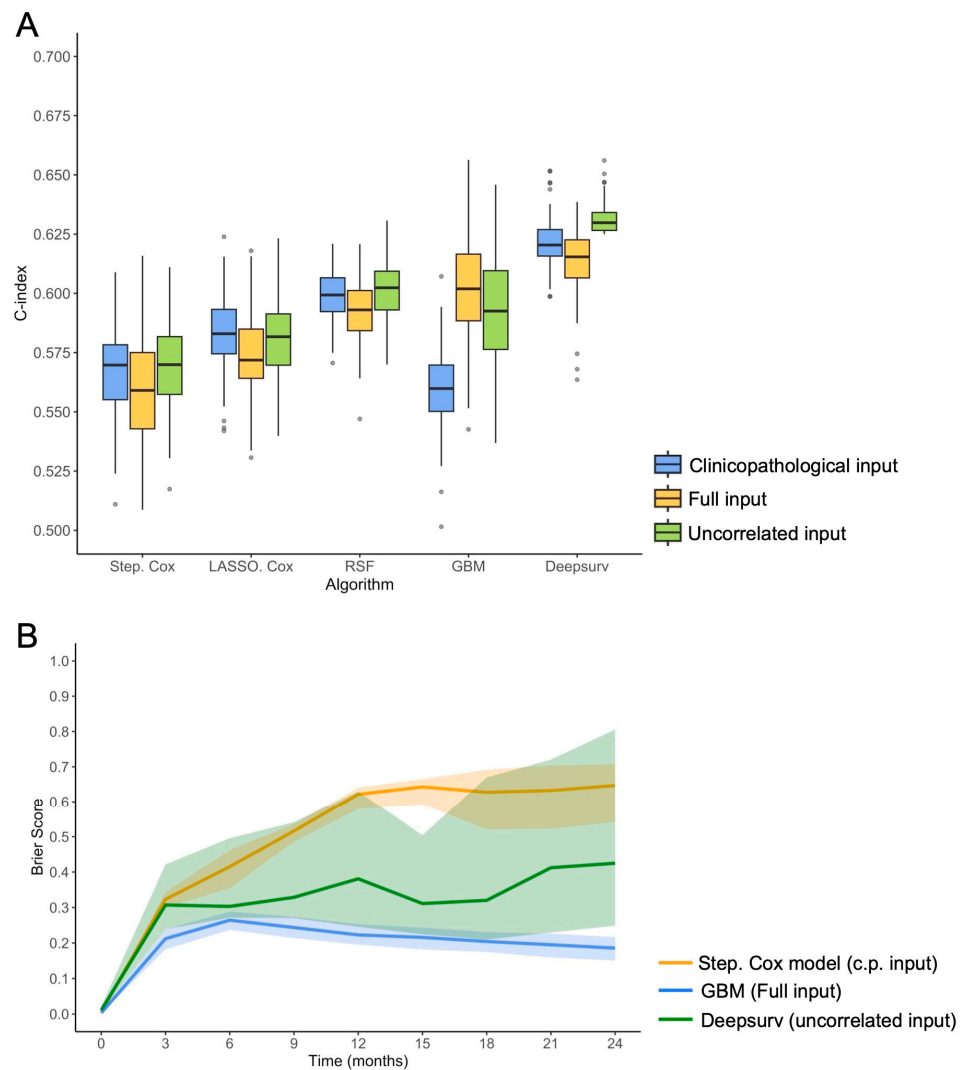 A
0.700
0.675
0.650
0.625
0.600
0.575
0.550
0.525
0.500
C-index
Step. Cox LASSO. Cox RSF GBM Deepsurv
Algorithm
Clinicopathological input
Full input
Uncorrelated input
B
1.0
0.9
0.8
0.7
0.6
0.5
0.4
0.3
0.2
0.1
0.0
Brier Score
0 3 6 9 12 15 18 21 24
Time (months)
Step. Cox model (c.p. input)
GBM (Full input)
Deepsurv (uncorrelated input)